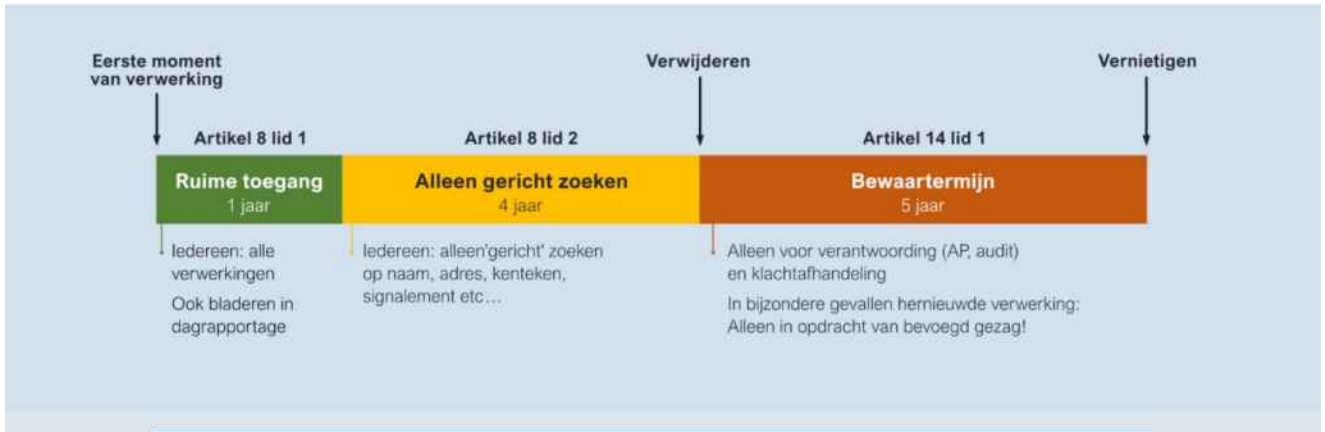 Eerste moment
van verwerking
Verwijderen
Vernietigen
Artikel 8 lid 1
Artikel 8 lid 2
Artikel 14 lid 1
Ruime toegang
1 jaar
Alleen gericht zoeken
4 jaar
Bewaartermijn
5 jaar
Iedereen: alle
verwerkingen
Ook bladeren in
dagrapportage
Iedereen: alleen'gericht' zoeken
op naam, adres, kenteken,
signalement etc...
Alleen voor verantwoording (AP, audit)
en klachtafhandeling
In bijzondere gevallen hernieuwde verwerking:
Alleen in opdracht van bevoegd gezag!